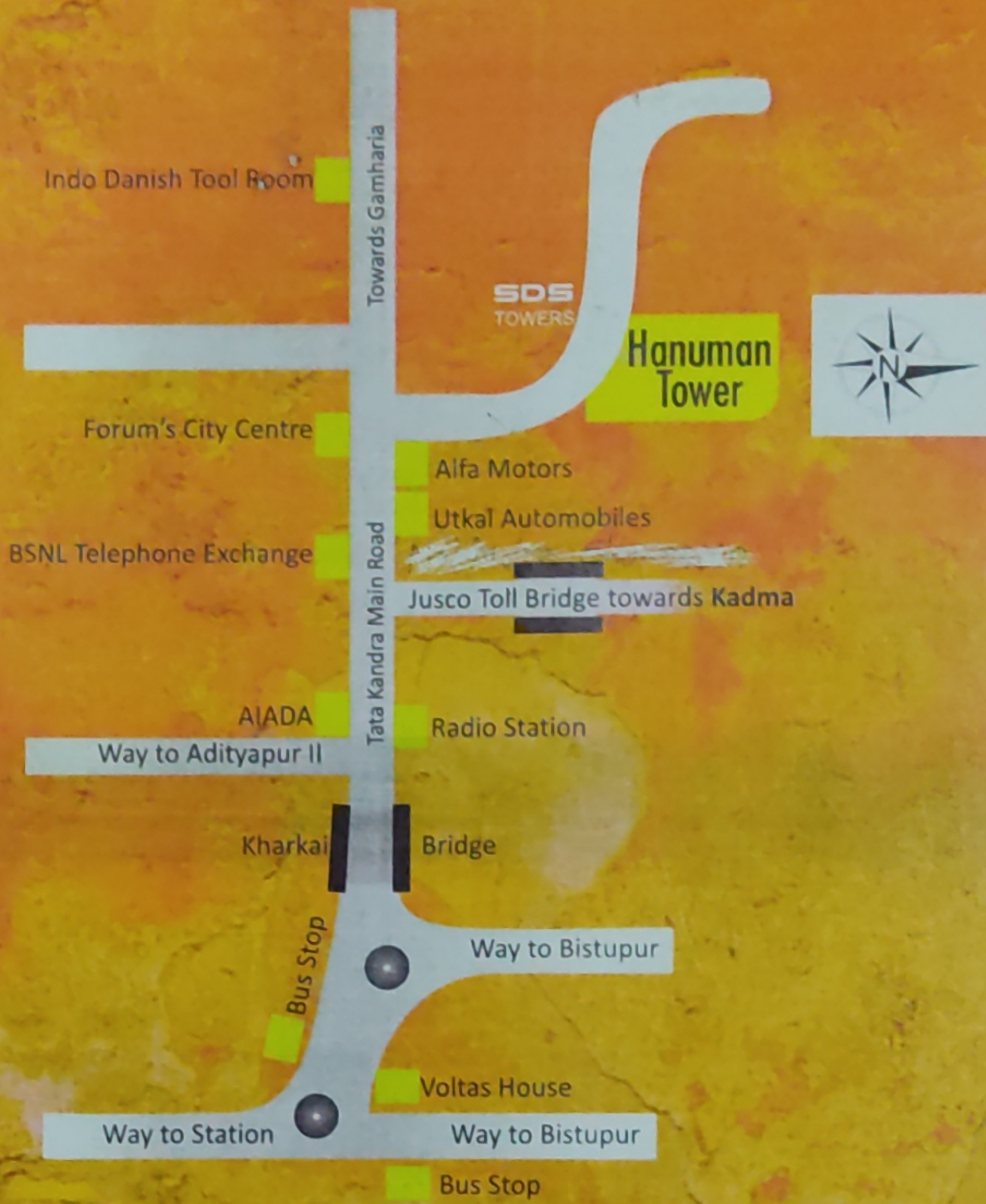 Towards Gamharia
Indo Danish Tool Room
SDS
TOWERS
Hanuman
Tower
N
Forum's City Centre
Alfa Motors
Utkal Automobiles
BSNL Telephone Exchange
Tata Kandra Main Road
Jusco Toll Bridge towards Kadma
AIADA
Radio Station
Way to Adityapur II
Kharkai Bridge
Bus Stop
Way to Bistupur
Voltas House
Way to Station
Way to Bistupur
Bus Stop